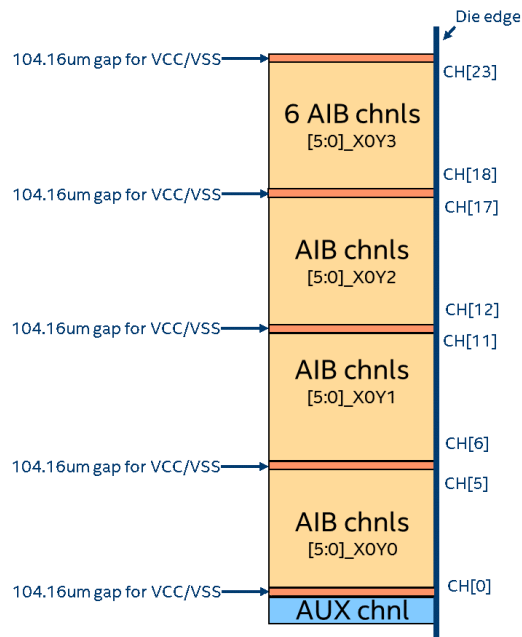 Die edge
104.16um gap for VCC/VSS
CH[23]
6 AIB chnls
[5:0]_X0Y3
CH[18]
104.16um gap for VCC/VSS
CH[17]
AIB chnls
[5:0]_X0Y2
CH[12]
104.16um gap for VCC/VSS
CH[11]
AIB chnls
[5:0]_X0Y1
CH[6]
104.16um gap for VCC/VSS
CH[5]
AIB chnls
[5:0]_X0Y0
CH[0]
104.16um gap for VCC/VSS
AUX chnl